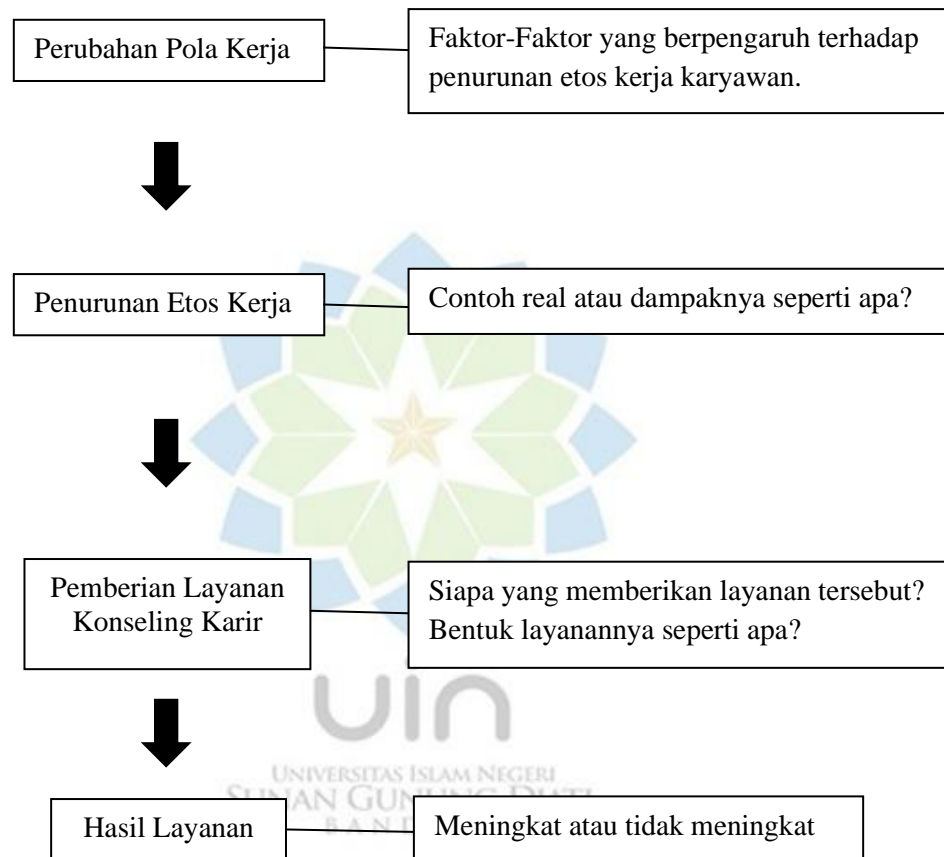 Perubahan Pola Kerja
Faktor-Faktor yang berpengaruh terhadap
penurunan etos kerja karyawan.
Penurunan Etos Kerja
Contoh real atau dampaknya seperti apa?
Pemberian Layanan
Konseling Karir
Siapa yang memberikan layanan tersebut?
Bentuk layanannya seperti apa?
uin
UNIVERSITAS ISLAM NEGERI
Hasil Layanan
Meningkat atau tidak meningkat